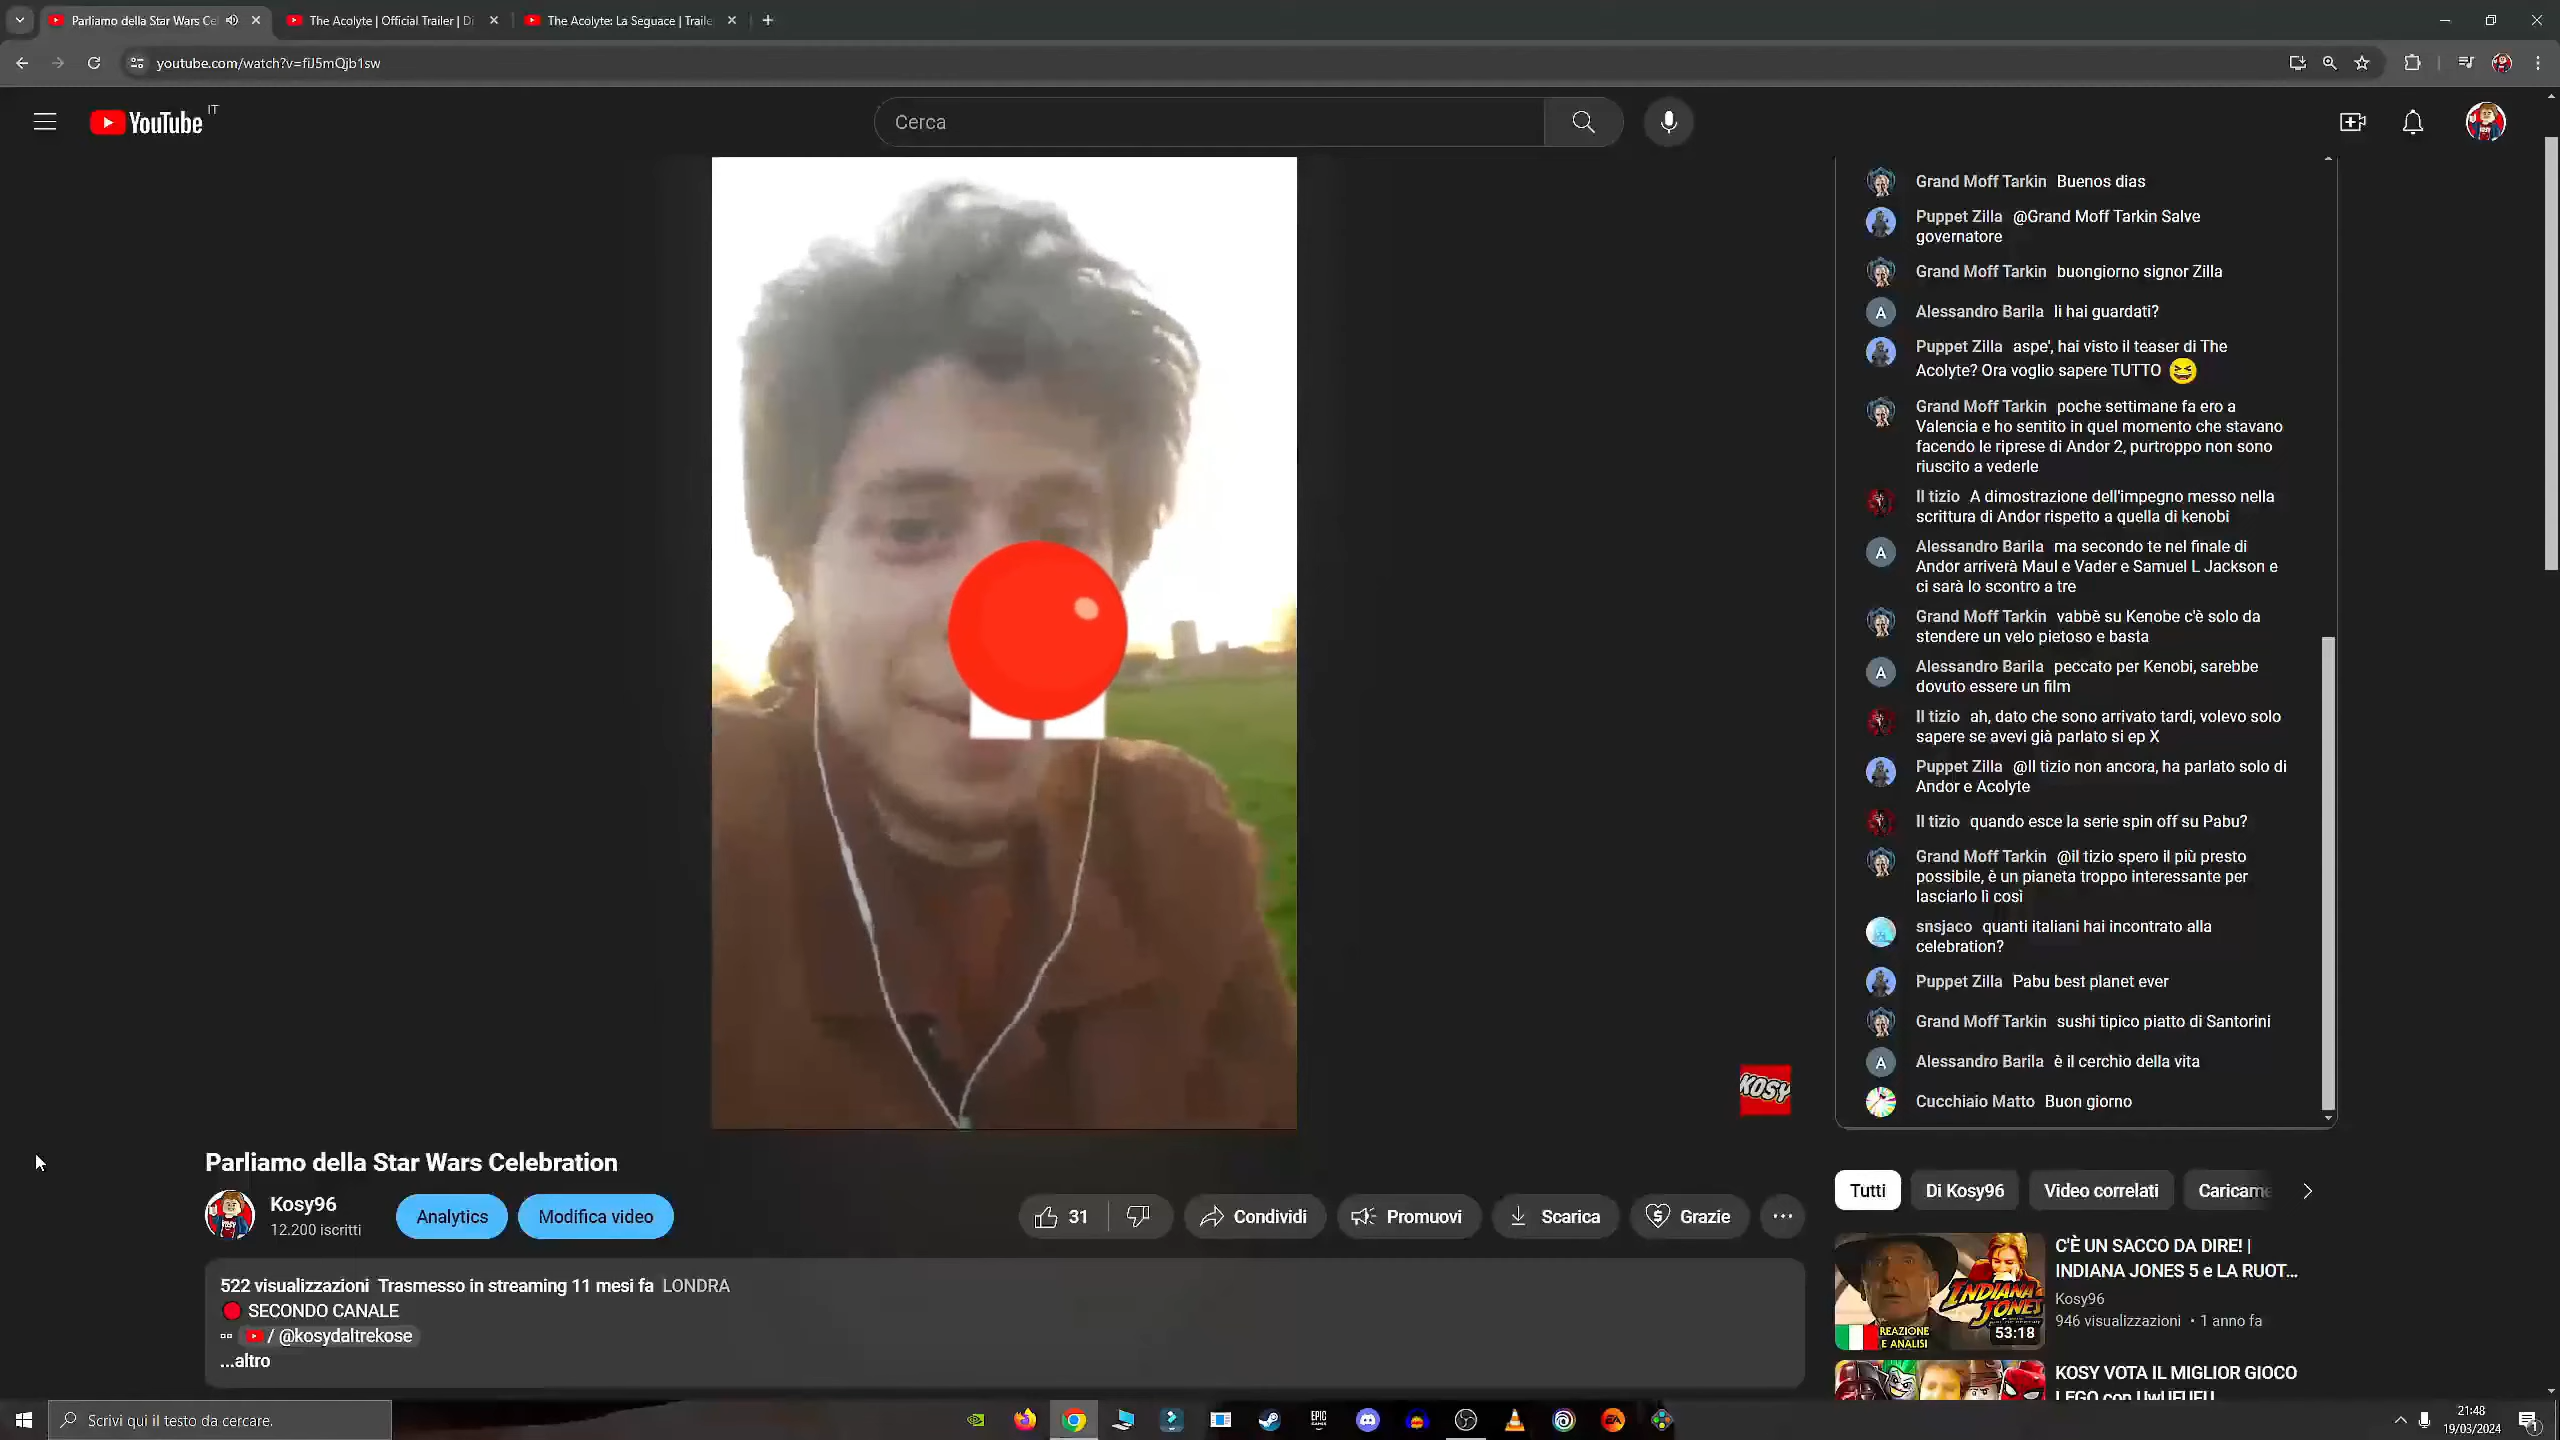 Parliamo della Star Wars Ce
The Acolyte | Official Trailer | Di
The Acolyte: La Seguace | Traile
youtube.com/watch?v=fiJ5mQjb1sw
YouTube IT
Cerca
Grand Moff Tarkin Buenos dias
Puppet Zilla @Grand Moff Tarkin Salve
governatore
Grand Moff Tarkin buongiorno signor Zilla
A Alessandro Barila li hai guardati?
Puppet Zilla aspe', hai visto il teaser di The
Acolyte? Ora voglio sapere TUTTO
Grand Moff Tarkin poche settimane fa ero a
Valencia e ho sentito in quel momento che stavano
facendo le riprese di Andor 2, purtroppo non sono
riuscito a vederle
Il tizio A dimostrazione dell'impegno messo nella
scrittura di Andor rispetto a quella di kenobi
A Alessandro Barila ma secondo te nel finale di
Andor arriverà Maul e Vader e Samuel L Jackson e
ci sarà lo scontro a tre
Grand Moff Tarkin vabbè su Kenobe c'è solo da
stendere un velo pietoso e basta
A Alessandro Barila peccato per Kenobi, sarebbe
dovuto essere un film
Il tizio ah, dato che sono arrivato tardi, volevo solo
sapere se avevi già parlato si ep X
Puppet Zilla @Il tizio non ancora, ha parlato solo di
Andor e Acolyte
Il tizio quando esce la serie spin off su Pabu?
Grand Moff Tarkin @il tizio spero il più presto
possibile, è un pianeta troppo interessante per
lasciarlo lì così
snsjaco quanti italiani hai incontrato alla
celebration?
Puppet Zilla Pabu best planet ever
Grand Moff Tarkin sushi tipico piatto di Santorini
A Alessandro Barila è il cerchio della vita
Cucchiaio Matto Buon giorno
KOSY
Parliamo della Star Wars Celebration
Kosy96
12.200 iscritti
Analytics
Modifica video
31
Condividi
Promuovi
Scarica
Grazie
522 visualizzazioni Trasmesso in streaming 11 mesi fa LONDRA
SECONDO CANALE
/ @kosydaltrekose
...altro
Tutti
Di Kosy96
Video correlati
Caricame
INDIANA JONES
REAZIONE
E ANALISI
53:18
C'È UN SACCO DA DIRE! |
INDIANA JONES 5 e LA RUOT...
Kosy96
946 visualizzazioni • 1 anno fa
KOSY VOTA IL MIGLIOR GIOCO
LEGO con UwUFUFU
Scrivi qui il testo da cercare.
EPIC
EA
21:48
19/03/2024
1